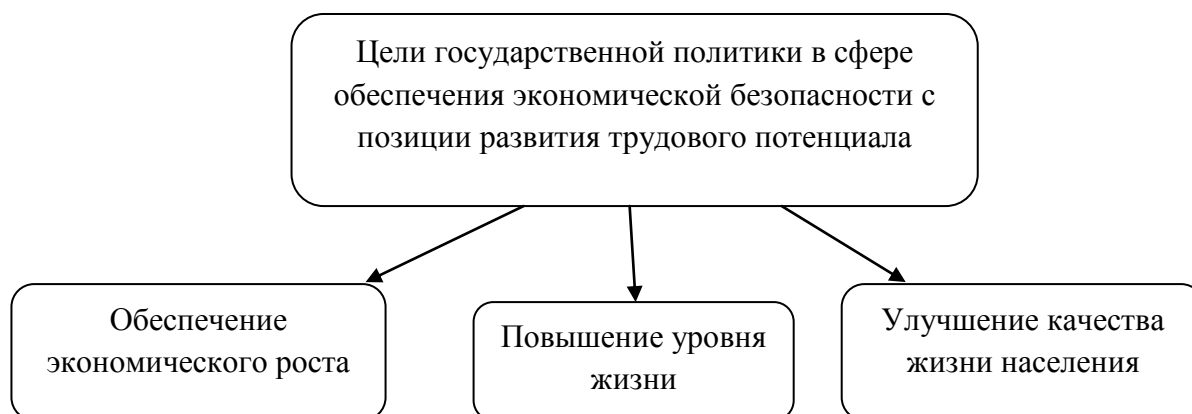 Цели государственной политики в сфере
обеспечения экономической безопасности с
позиции развития трудового потенциала
Обеспечение
экономического роста
Повышение уровня
жизни
Улучшение качества
жизни населения